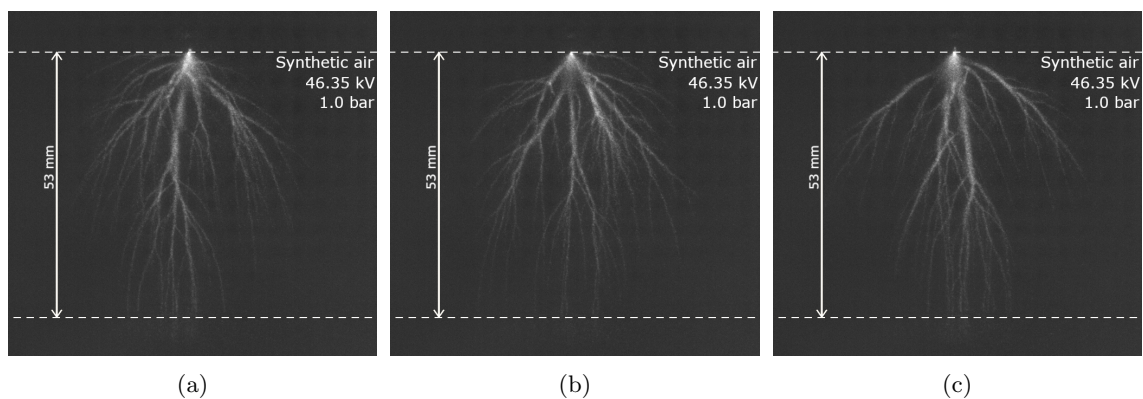 Synthetic air
46.35 kV
1.0 bar
53 mm
(a)
Synthetic air
46.35 kV
1.0 bar
53 mm
(b)
Synthetic air
46.35 kV
1.0 bar
53 mm
(c)